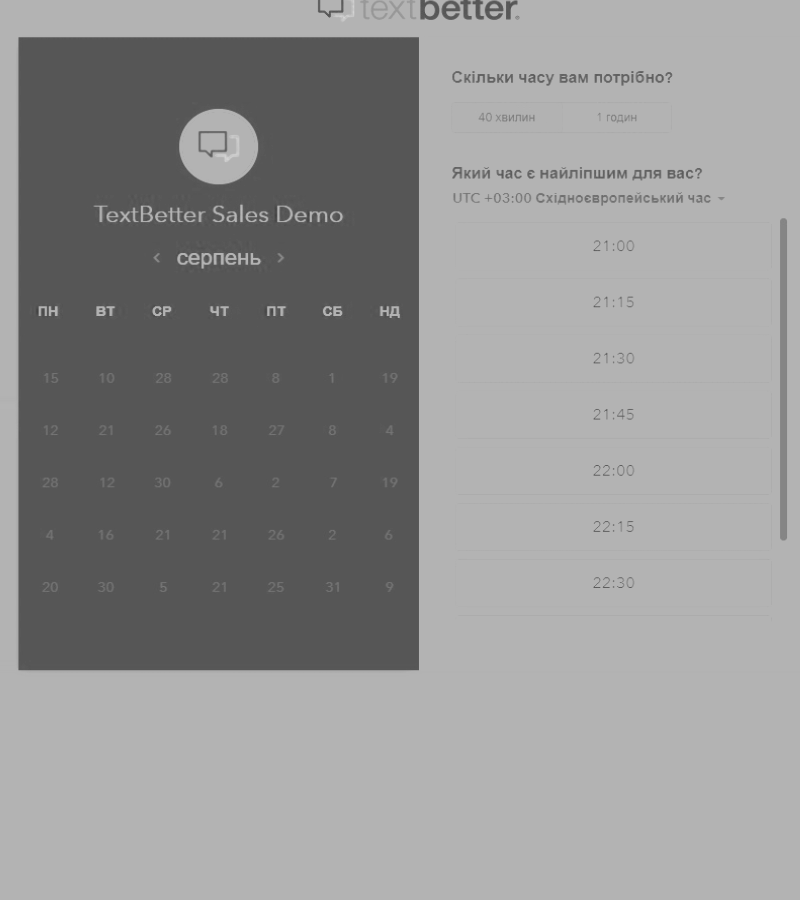 textbetter.
TextBetter Sales Demo
‹ серпень ›
ПН ВТ СР ЧТ ПТ СБ НД
15 10 28 28 8 1 19
12 21 26 18 27 8 4
28 12 30 6 2 7 19
4 16 21 21 26 2 6
20 30 5 21 25 31 9
Скільки часу вам потрібно?
40 хвилин 1 годин
Який час є найліпшим для вас?
UTC +03:00 Східноєвропейський час
21:00
21:15
21:30
21:45
22:00
22:15
22:30